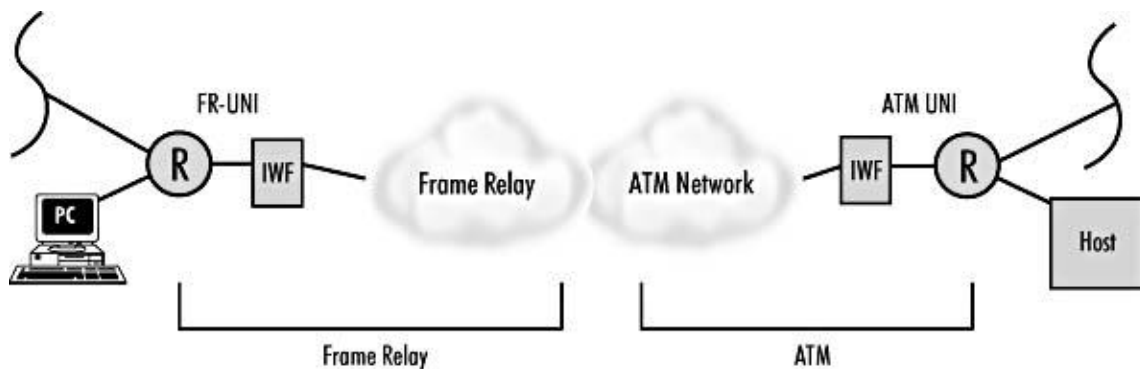 FR-UNI
ATM UNI
R
IWF
Frame Relay
ATM Network
IWF
R
PC
Host
Frame Relay
ATM